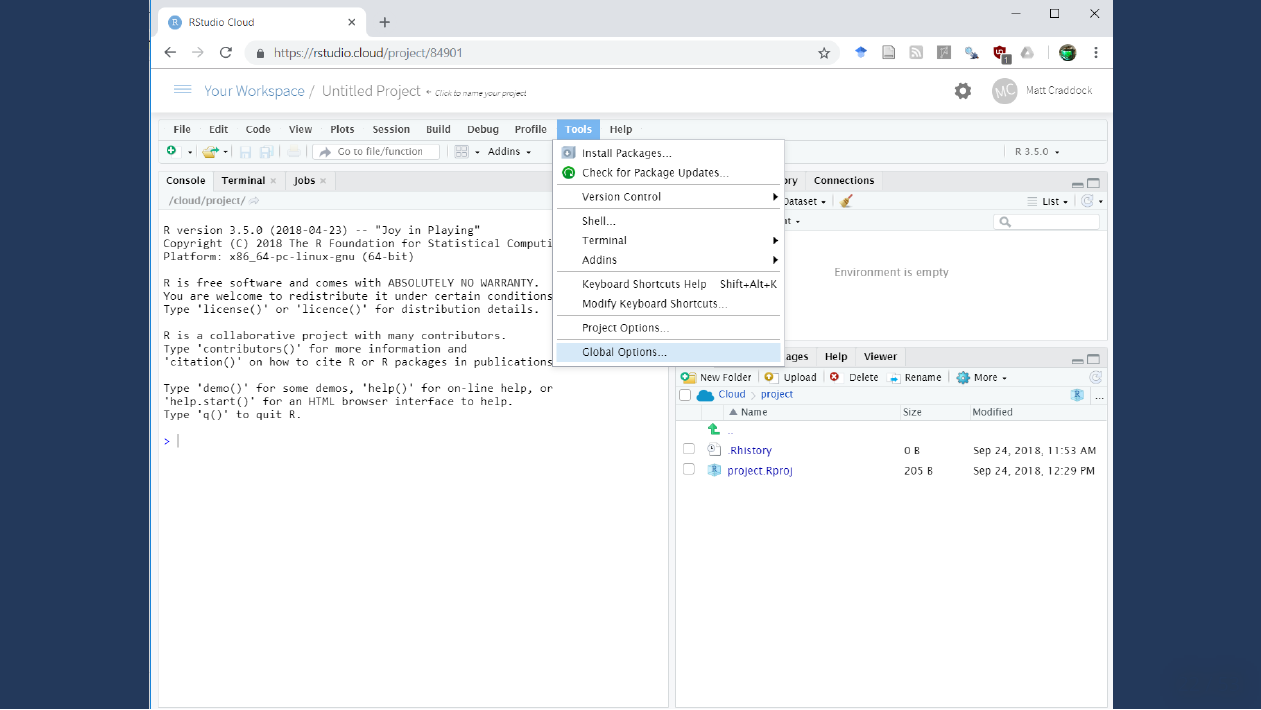 RStudio Cloud
https://rstudio.cloud/project/84901
Your Workspace / Untitled Project ← Click to name your project
MC Matt Craddock
File Edit Code View Plots Session Build Debug Profile Tools Help
Go to file/function Addins R 3.5.0
Console Terminal Jobs
Connections
/cloud/project/
List
R version 3.5.0 (2018-04-23) -- "Joy in Playing"
Copyright (C) 2018 The R Foundation for Statistical Computi
Platform: x86_64-pc-linux-gnu (64-bit)
R is free software and comes with ABSOLUTELY NO WARRANTY.
You are welcome to redistribute it under certain conditions
Type 'license()' or 'licence()' for distribution details.
R is a collaborative project with many contributors.
Type 'contributors()' for more information and
'citation()' on how to cite R or R packages in publications
Type 'demo()' for some demos, 'help()' for on-line help, or
'help.start()' for an HTML browser interface to help.
Type 'q()' to quit R.
>
Install Packages...
Check for Package Updates...
Version Control
Shell...
Terminal
Addins
Keyboard Shortcuts Help Shift+Alt+K
Modify Keyboard Shortcuts...
Project Options...
Global Options...
ory
Dataset
Environment is empty
ages Help Viewer
New Folder Upload Delete Rename More
Cloud project ...
Name Size Modified
..
.Rhistory 0 B Sep 24, 2018, 11:53 AM
project.Rproj 205 B Sep 24, 2018, 12:29 PM